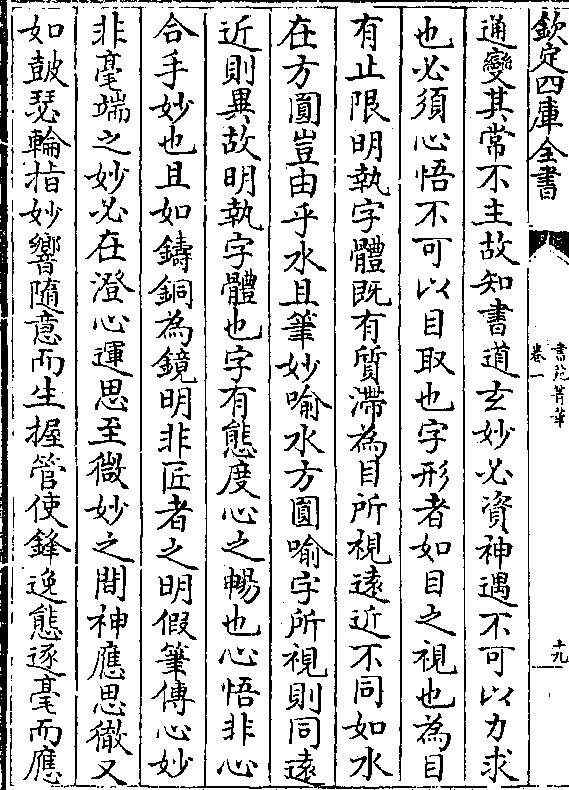 欽定四庫全書
書苑菁華
卷一
十九
通變其常不主故知書道玄妙必資神遇不可以力求
也必須心悟不可以目取也字形者如目之視也為目
有止限明執字體既有質滯為目所視遠近不同如水
在方圓豈由乎水且筆妙喻水方圓喻字所視則同遠
近則異故明執字體也字有態度心之暢也心悟非心
合手妙也且如鑄銅為鏡明非匠者之明假筆傳心妙
非毫端之妙必在澄心運思至微妙之間神應思徹又
如鼓瑟輪指妙響隨意而生握管使鋒逸態逐毫而應